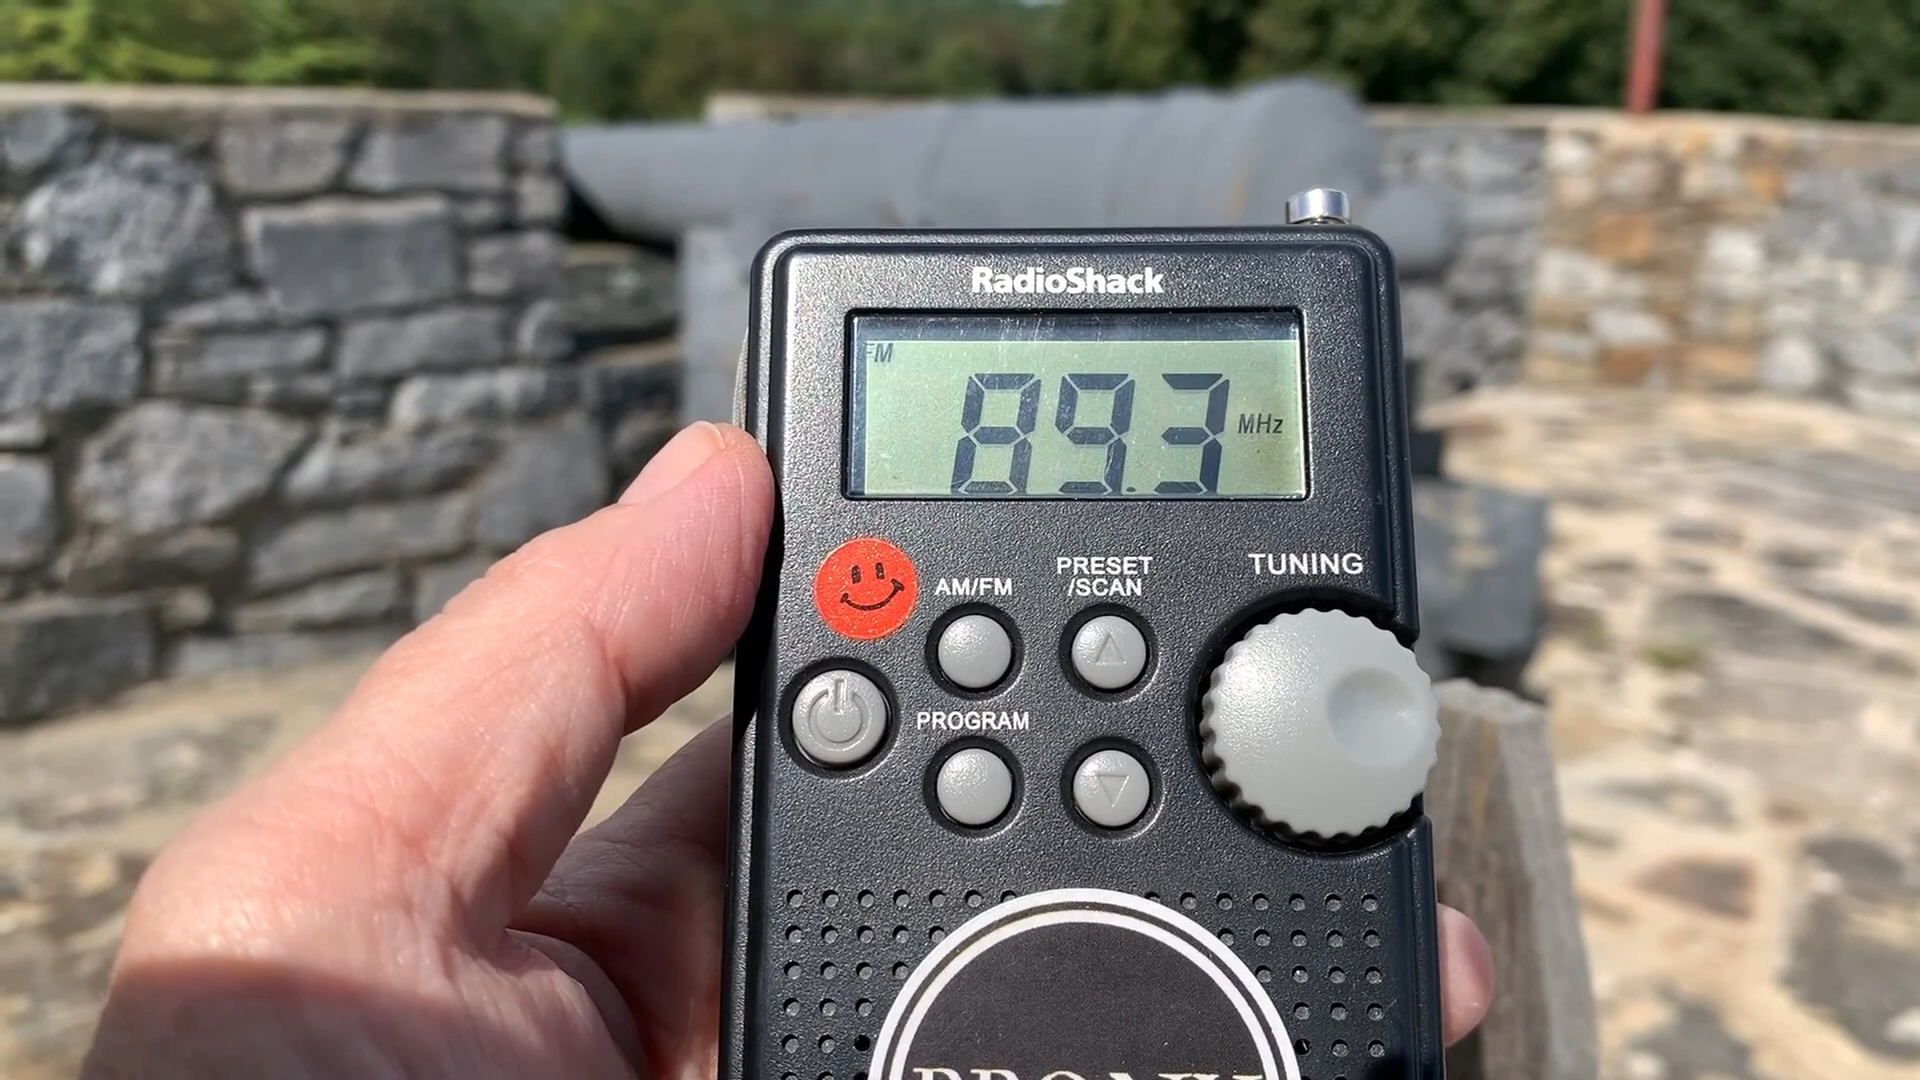 RadioShack
FM
89.3 MHz
TUNING
PRESET
/SCAN
AM/FM
PROGRAM